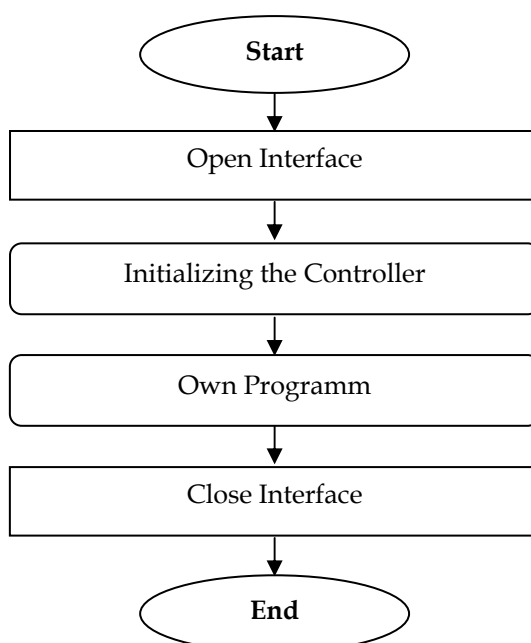 Start
Open Interface
Initializing the Controller
Own Programm
Close Interface
End